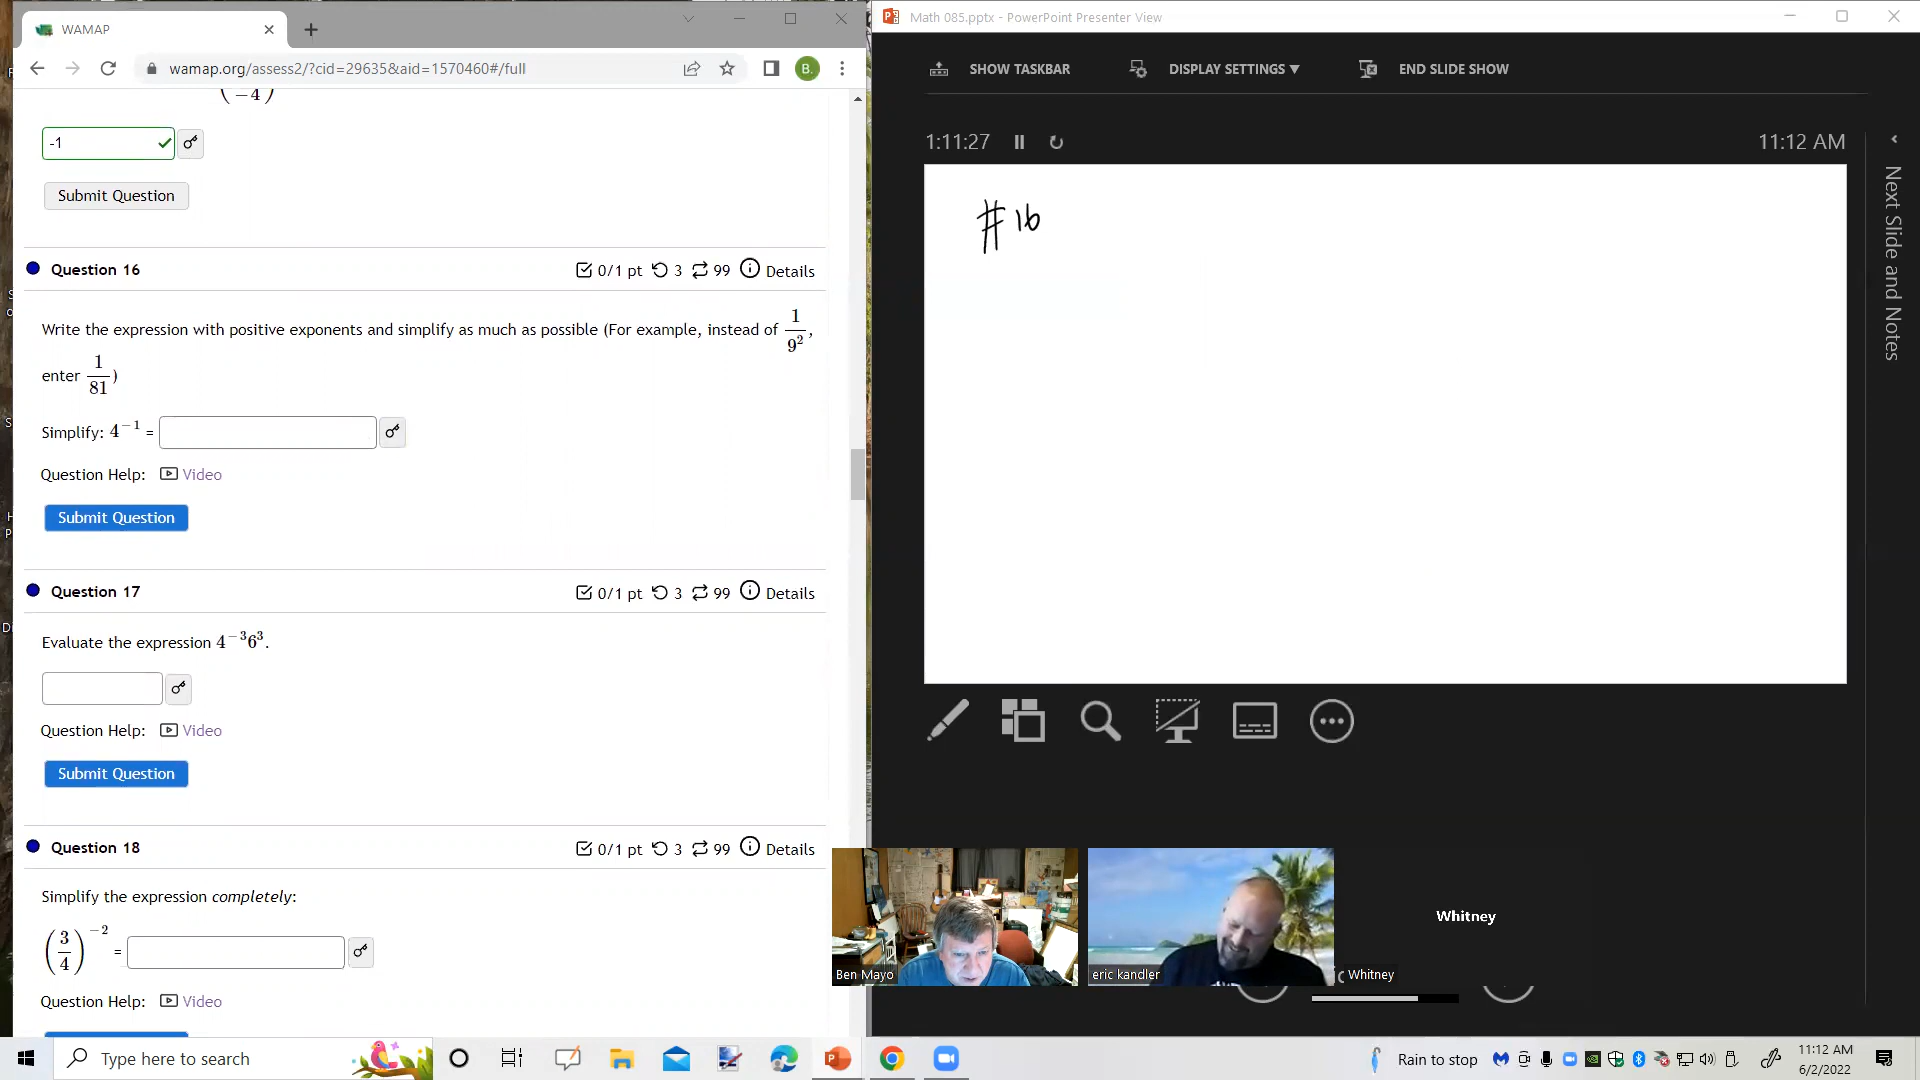 WAMAP
Math 085.pptx - PowerPoint Presenter View
wamap.org/assess2/?cid=29635&aid=1570460#/full
B.
SHOW TASKBAR
DISPLAY SETTINGS ▾
END SLIDE SHOW
(-4)
-1
Submit Question
1:11:27
11:12 AM
Next Slide and Notes
#16
Question 16
0/1 pt 3 99 Details
Write the expression with positive exponents and simplify as much as possible (For example, instead of 1/9²,
enter 1/81)
Simplify: 4⁻¹ =
Question Help: Video
Submit Question
Question 17
0/1 pt 3 99 Details
Evaluate the expression 4⁻³6³.
Question Help: Video
Submit Question
Question 18
0/1 pt 3 99 Details
Simplify the expression completely:
(3/4)⁻² =
Question Help: Video
Whitney
Ben Mayo
eric kandler
Whitney
Type here to search
Rain to stop
11:12 AM
6/2/2022